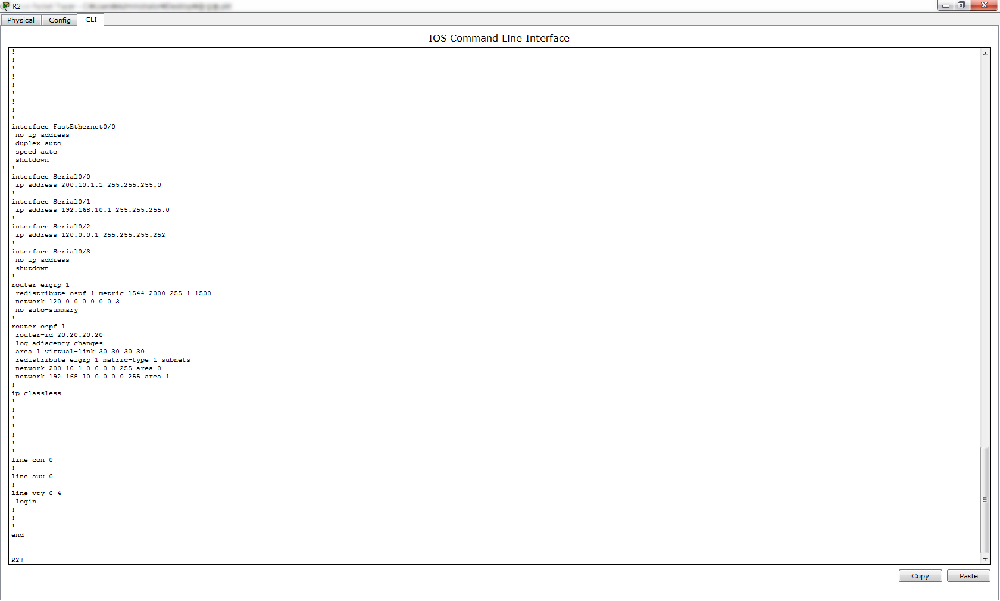 R2
Physical Config CLI
IOS Command Line Interface
!
!
!
!
!
!
!
!
!
interface FastEthernet0/0
no ip address
duplex auto
speed auto
shutdown
!
interface Serial0/0
ip address 200.10.1.1 255.255.255.0
!
interface Serial0/1
ip address 192.168.10.1 255.255.255.0
!
interface Serial0/2
ip address 120.0.0.1 255.255.255.252
!
interface Serial0/3
no ip address
shutdown
!
router eigrp 1
redistribute ospf 1 metric 1544 2000 255 1 1500
network 120.0.0.0 0.0.0.3
no auto-summary
!
router ospf 1
router-id 20.20.20.20
log-adjacency-changes
area 1 virtual-link 30.30.30.30
redistribute eigrp 1 metric-type 1 subnets
network 200.10.1.0 0.0.0.255 area 0
network 192.168.10.0 0.0.0.255 area 1
!
ip classless
!
!
!
!
!
!
!
line con 0
!
line aux 0
!
line vty 0 4
login
!
!
!
end
R2#
Copy Paste